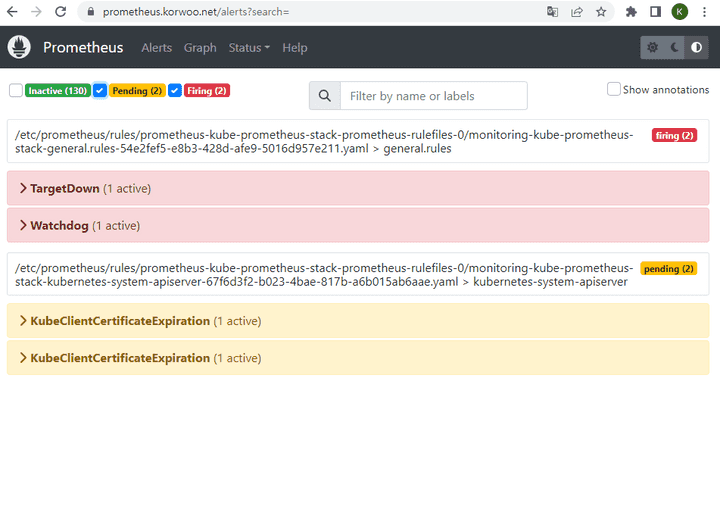 prometheus.korwoo.net/alerts?search=
K
Prometheus Alerts Graph Status Help
Inactive (130) Pending (2) Firing (2) Filter by name or labels Show annotations
/etc/prometheus/rules/prometheus-kube-prometheus-stack-prometheus-rulefiles-0/monitoring-kube-prometheus-
stack-general.rules-54e2fef5-e8b3-428d-afe9-5016d957e211.yaml > general.rules
firing (2)
TargetDown (1 active)
Watchdog (1 active)
/etc/prometheus/rules/prometheus-kube-prometheus-stack-prometheus-rulefiles-0/monitoring-kube-prometheus-
stack-kubernetes-system-apiserver-67f6d3f2-b023-4bae-817b-a6b015ab6aae.yaml > kubernetes-system-apiserver
pending (2)
KubeClientCertificateExpiration (1 active)
KubeClientCertificateExpiration (1 active)